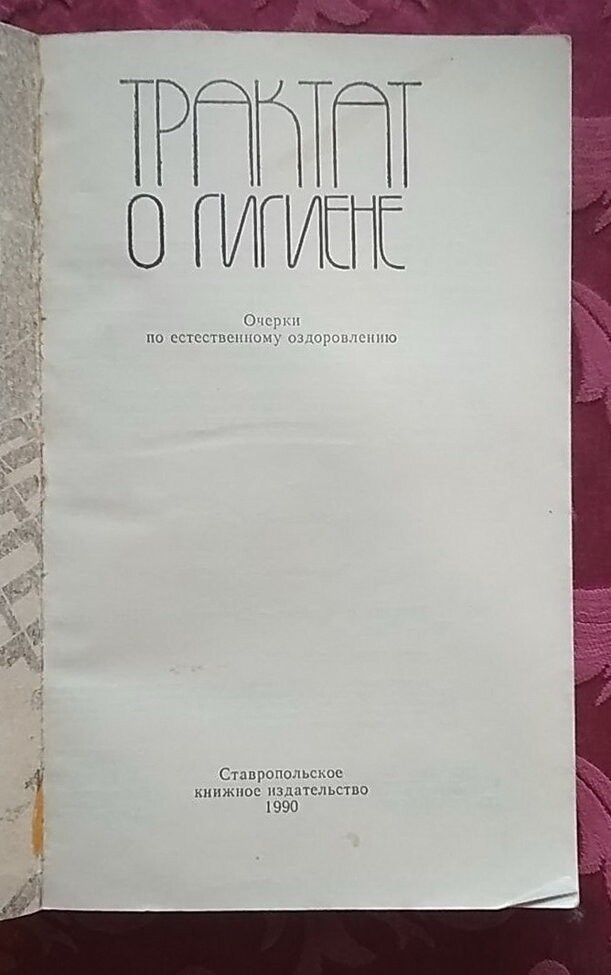 ТРАКТАТ
О ГИГИЕНЕ
Очерки
по естественному оздоровлению
Ставропольское
книжное издательство
1990